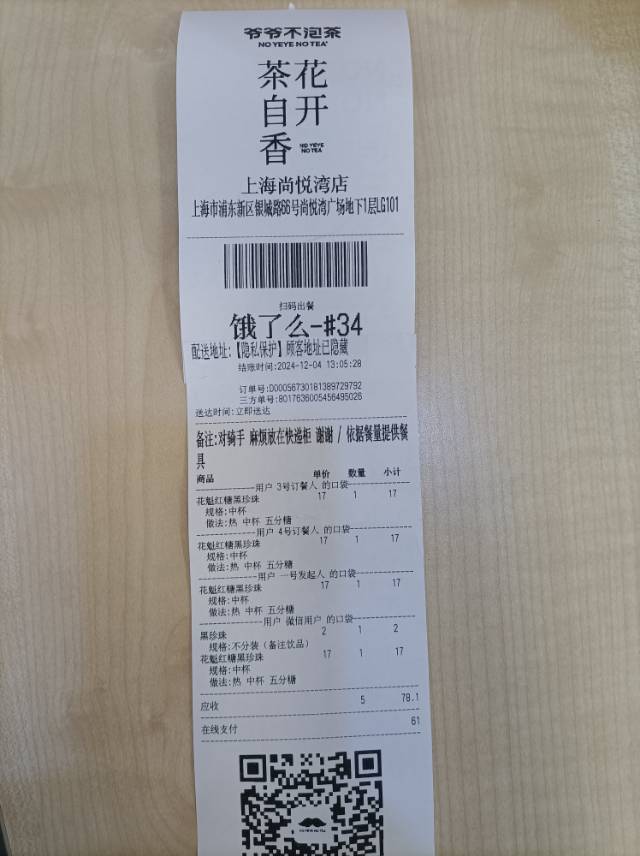 爷爷不泡茶
NO YEYE NO TEA
茶花
自开
香
NO YEYE
NO TEA
上海尚悦湾店
上海市浦东新区银城路66号尚悦湾广场地下1层LG101
扫码出餐
饿了么-#34
配送地址:【隐私保护】顾客地址已隐藏
结账时间:2024-12-04 13:05:28
订单号:D00056730181389729792
三方单号:8017636005456495026
送达时间:立即送达
备注:对骑手 麻烦放在快递柜 谢谢 / 依据餐量提供餐
具
商品 单价 数量 小计
---------用户 3号订餐人 的口袋---------
花魁红糖黑珍珠 17 1 17
规格:中杯
做法:热 中杯 五分糖
---------用户 4号订餐人 的口袋---------
花魁红糖黑珍珠 17 1 17
规格:中杯
做法:热 中杯 五分糖
---------用户 一号发起人 的口袋---------
花魁红糖黑珍珠 17 1 17
规格:中杯
做法:热 中杯 五分糖
---------用户 微信用户 的口袋---------
黑珍珠 2 1 2
规格:不分装（备注饮品）
花魁红糖黑珍珠 17 1 17
规格:中杯
做法:热 中杯 五分糖
应收 5 78.1
在线支付 61